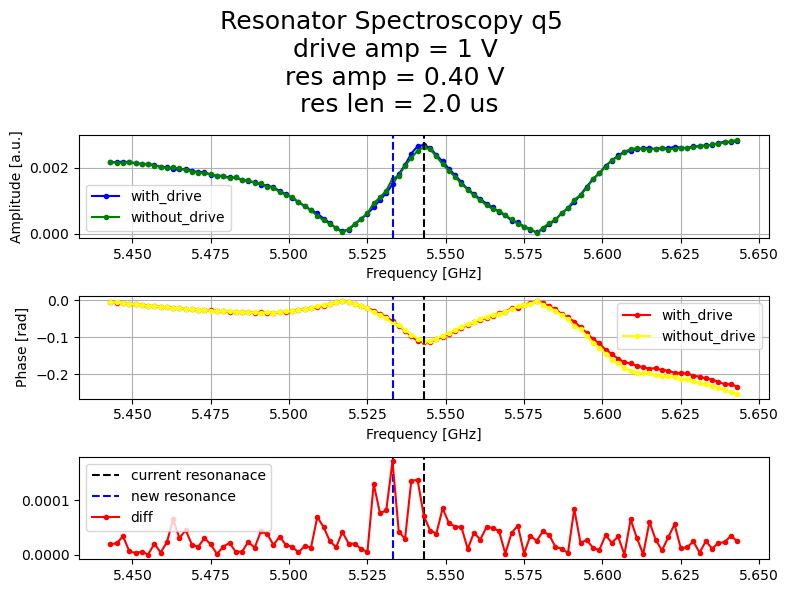 Resonator Spectroscopy q5
drive amp = 1 V
res amp = 0.40 V
res len = 2.0 us
Amplitude [a.u.]
0.002
0.000
with_drive
without_drive
5.450 5.475 5.500 5.525 5.550 5.575 5.600 5.625 5.650
Frequency [GHz]
Phase [rad]
0.0
−0.1
−0.2
with_drive
without_drive
5.450 5.475 5.500 5.525 5.550 5.575 5.600 5.625 5.650
Frequency [GHz]
0.0001
0.0000
current resonanace
new resonance
diff
5.450 5.475 5.500 5.525 5.550 5.575 5.600 5.625 5.650